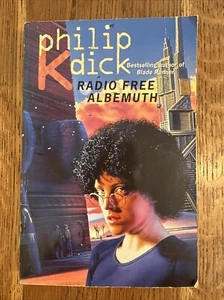 philip
K dick
Bestselling author of
Blade Runner
RADIO FREE
ALBEMUTH